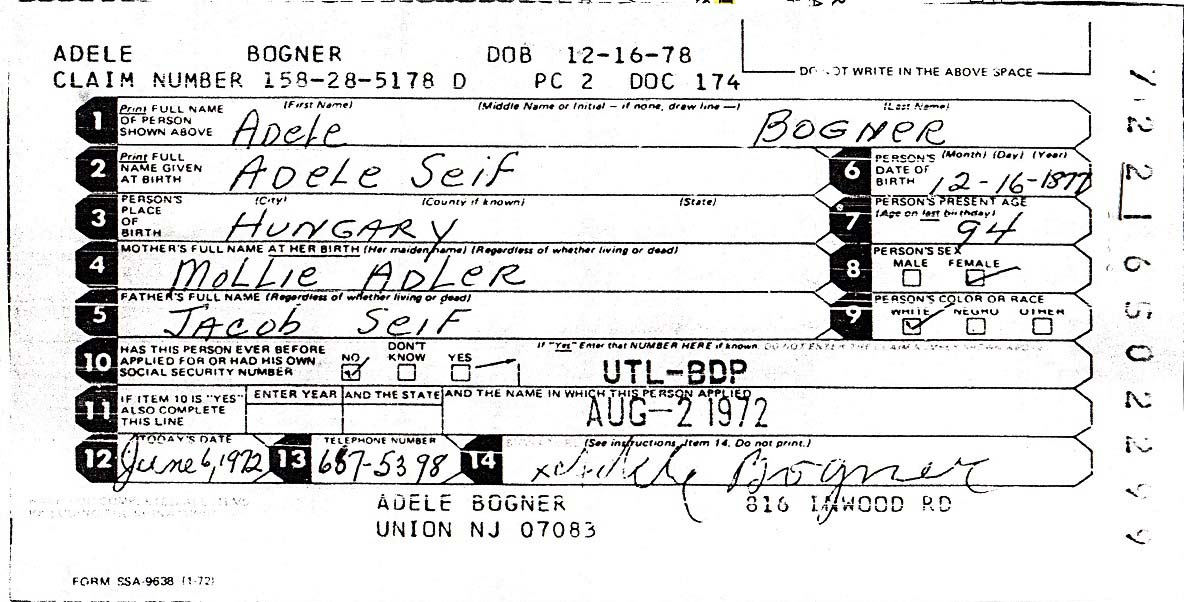 ADELE BOGNER DOB 12-16-78
CLAIM NUMBER 158-28-5178 D PC 2 DOC 174
DO NOT WRITE IN THE ABOVE SPACE
1 Print FULL NAME OF PERSON SHOWN ABOVE (First Name) (Middle Name or Initial – if none, draw line —) (Last Name)
Adele BOGNER
2 Print FULL NAME GIVEN AT BIRTH
ADELE SEIF
6 PERSON'S DATE OF BIRTH (Month) (Day) (Year)
12-16-1877
3 PERSON'S PLACE OF BIRTH (City) (County if known) (State)
HUNGARY
7 PERSON'S PRESENT AGE (Age on last birthday)
94
4 MOTHER'S FULL NAME AT HER BIRTH (Her maiden name) (Regardless of whether living or dead)
MOLLIE ADLER
8 PERSON'S SEX
MALE FEMALE
5 FATHER'S FULL NAME (Regardless of whether living or dead)
JACOB SEIF
9 PERSON'S COLOR OR RACE
WHITE NEGRO OTHER
10 HAS THIS PERSON EVER BEFORE APPLIED FOR OR HAD HIS OWN SOCIAL SECURITY NUMBER
NO DON'T KNOW YES
If "Yes" Enter that NUMBER HERE if known.
UTL-BDP
11 IF ITEM 10 IS "YES" ALSO COMPLETE THIS LINE
ENTER YEAR AND THE STATE AND THE NAME IN WHICH THIS PERSON APPLIED
AUG-2 1972
12 TODAY'S DATE
June 6, 1972
13 TELEPHONE NUMBER
687-5398
14 (See instructions, Item 14. Do not print.)
x Adele Bogner
ADELE BOGNER 816 INWOOD RD
UNION NJ 07083
FORM SSA-9638 (1-72)